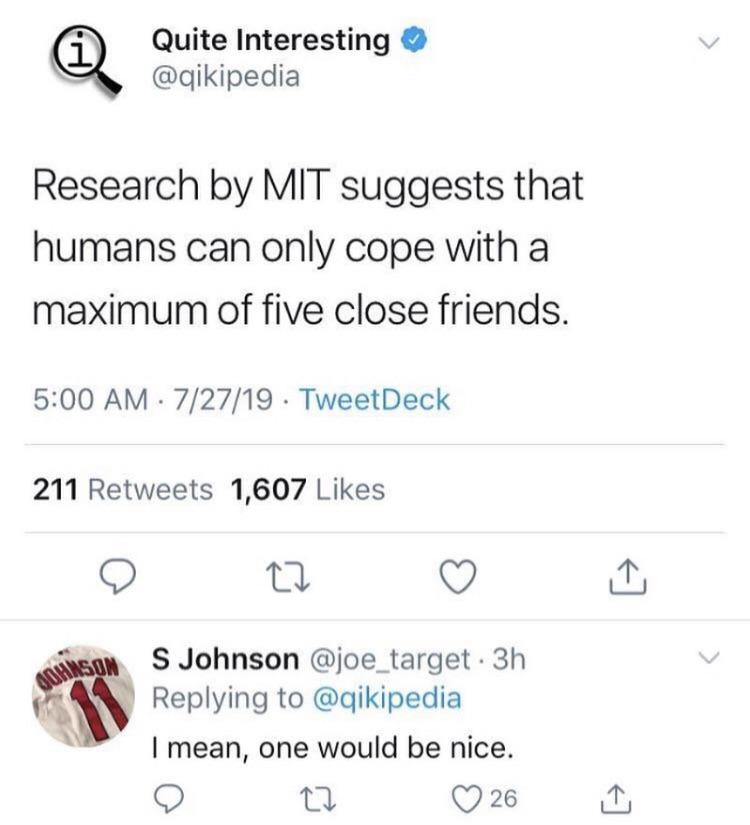 Quite Interesting
@qikipedia
Research by MIT suggests that
humans can only cope with a
maximum of five close friends.
5:00 AM · 7/27/19 · TweetDeck
211 Retweets 1,607 Likes
JOHNSON
11
S Johnson @joe_target · 3h
Replying to @qikipedia
I mean, one would be nice.
26